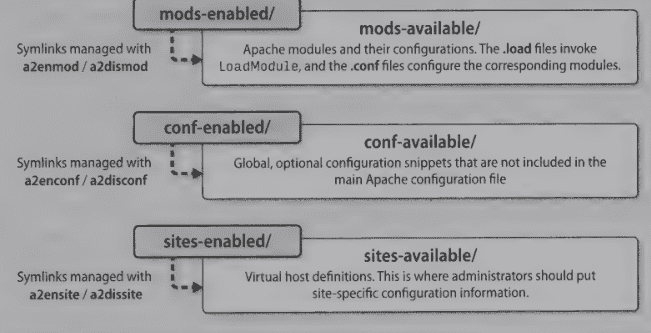 mods-enabled/
mods-available/
Symlinks managed with
a2enmod / a2dismod
Apache modules and their configurations. The .load files invoke
LoadModule, and the .conf files configure the corresponding modules.
conf-enabled/
conf-available/
Symlinks managed with
a2enconf / a2disconf
Global, optional configuration snippets that are not included in the
main Apache configuration file
sites-enabled/
sites-available/
Symlinks managed with
a2ensite / a2dissite
Virtual host definitions. This is where administrators should put
site-specific configuration information.